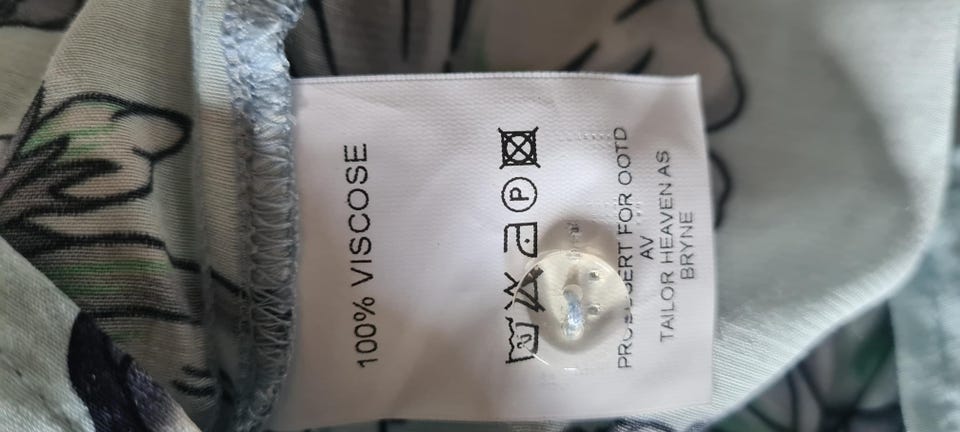 100% VISCOSE
P
FOR OOTD
AV
TAILOR HEAVEN AS
BRYNE